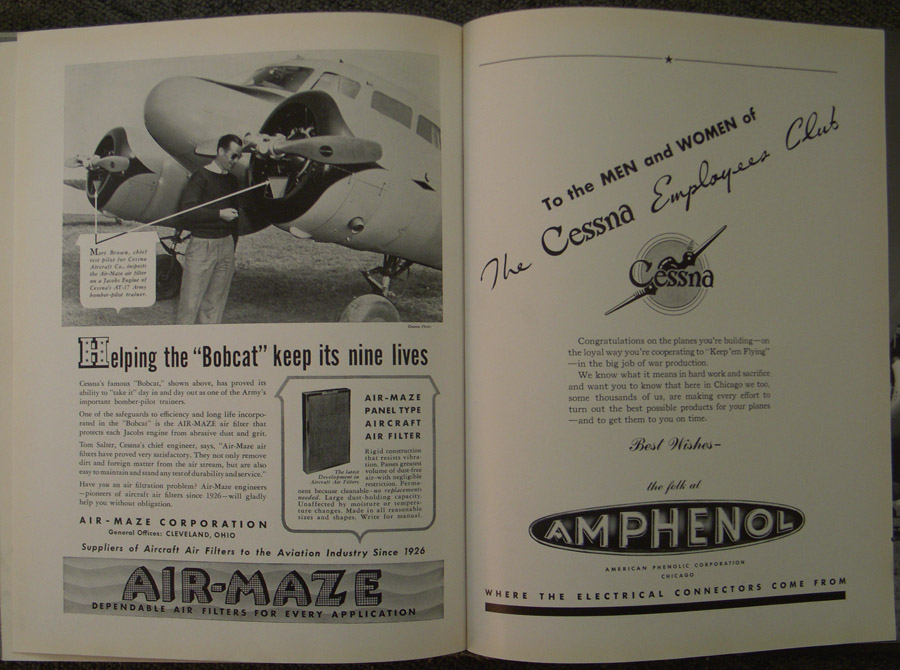 Mort Brown, chief
test pilot for Cessna
Aircraft Co., inspects
the Air-Maze air filter
on a Jacobs Engine of
Cessna's AT-17 Army
bomber-pilot trainer.
Helping the "Bobcat" keep its nine lives
Cessna's famous "Bobcat," shown above, has proved its
ability to "take it" day in and day out as one of the Army's
important bomber-pilot trainers.
One of the safeguards to efficiency and long life incorpo-
rated in the "Bobcat" is the AIR-MAZE air filter that
protects each Jacobs engine from abrasive dust and grit.
Tom Salter, Cessna's chief engineer, says, "Air-Maze air
filters have proved very satisfactory. They not only remove
dirt and foreign matter from the air stream, but are also
easy to maintain and stand any test of durability and service."
Have you an air filtration problem? Air-Maze engineers
—pioneers of aircraft air filters since 1926—will gladly
help you without obligation.
AIR-MAZE CORPORATION
General Offices: CLEVELAND, OHIO
AIR-MAZE
PANEL TYPE
AIRCRAFT
AIR FILTER
The latest
Development in
Aircraft Air Filters
Rigid construction
that resists vibra-
tion. Passes greatest
volume of dust-free
air—with negligible
restriction. Perma-
nent because cleanable—no replacements
needed. Large dust-holding capacity.
Unaffected by moisture or tempera-
ture changes. Made in all reasonable
sizes and shapes. Write for manual.
Suppliers of Aircraft Air Filters to the Aviation Industry Since 1926
AIR-MAZE
DEPENDABLE AIR FILTERS FOR EVERY APPLICATION
To the MEN and WOMEN of
The Cessna Employees Club
Cessna
Congratulations on the planes you're building—on
the loyal way you're cooperating to "Keep 'em Flying"
—in the big job of war production.
We know what it means in hard work and sacrifice
and want you to know that here in Chicago we too,
some thousands of us, are making every effort to
turn out the best possible products for your planes
—and to get them to you on time.
Best Wishes—
the folk at
AMPHENOL
AMERICAN PHENOLIC CORPORATION
CHICAGO
WHERE THE ELECTRICAL CONNECTORS COME FROM